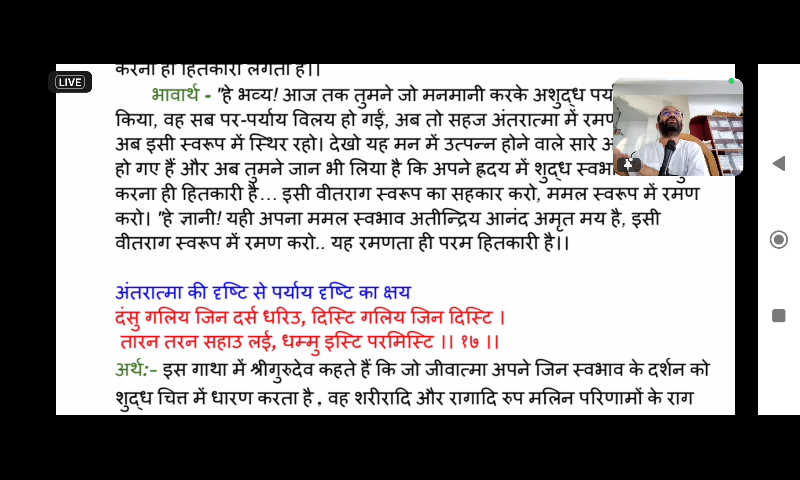 करना ही हितकारी लगता है।।
LIVE
भावार्थ - "हे भव्य! आज तक तुमने जो मनमानी करके अशुद्ध
किया, वह सब पर-पर्याय विलय हो गईं, अब तो सहज अंतरात्मा में
अब इसी स्वरूप में स्थिर रहो। देखो यह मन में उत्पन्न होने वाले सारे
हो गए हैं और अब तुमने जान भी लिया है कि अपने ह्रदय में शुद्ध
करना ही हितकारी है... इसी वीतराग स्वरूप का सहकार करो, ममल स्वरूप में रमण
करो। "हे ज्ञानी! यही अपना ममल स्वभाव अतीन्द्रिय आनंद अमृत मय है, इसी
वीतराग स्वरूप में रमण करो.. यह रमणता ही परम हितकारी है।।
अंतरात्मा की दृष्टि से पर्याय दृष्टि का क्षय
दंसु गलिय जिन दर्स धरिउ, दिस्टि गलिय जिन दिस्टि ।
तारन तरन सहाउ लई, धम्मु इस्टि परमिस्टि ।। १७ ।।
अर्थ:- इस गाथा में श्रीगुरुदेव कहते हैं कि जो जीवात्मा अपने जिन स्वभाव के दर्शन को
शुद्ध चित्त में धारण करता है , वह शरीरादि और रागादि रुप मलिन परिणामों के राग